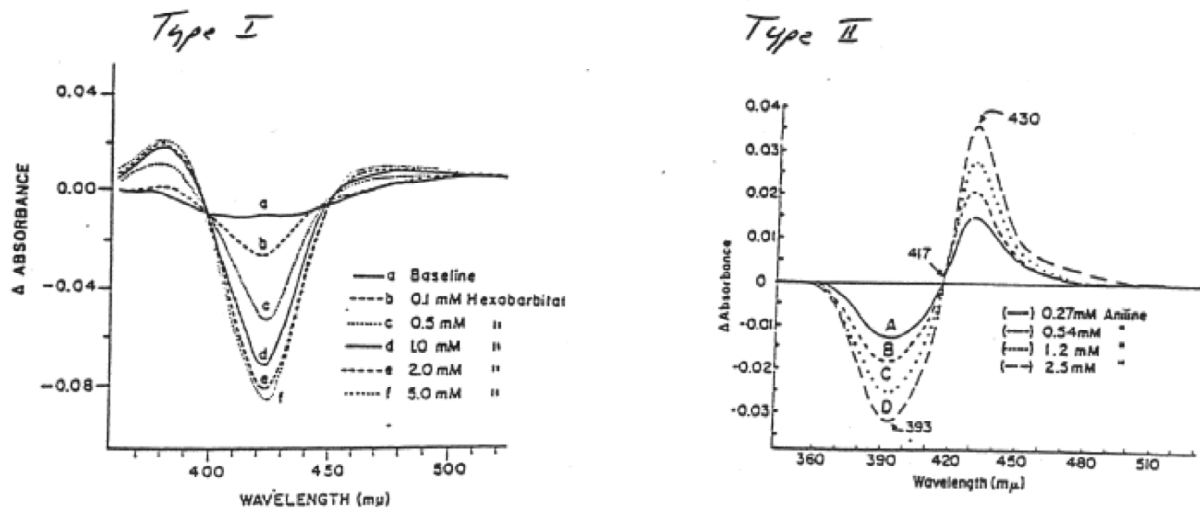 Type I
0.04
0.00
-0.04
-0.08
Δ ABSORBANCE
a
b
c
d
e
f
a Baseline
b 0.1 mM Hexobarbital
c 0.5 mM "
d 1.0 mM "
e 2.0 mM "
f 5.0 mM "
400 450 500
WAVELENGTH (mμ)
Type II
0.04
0.03
0.02
0.01
0
-0.01
-0.02
-0.03
Δ Absorbance
430
417
A
B
C
D
393
(—) 0.27mM Aniline
(—) 0.54mM "
(····) 1.2 mM "
(— —) 2.5 mM "
360 390 420 450 480 510
Wavelength (mμ)